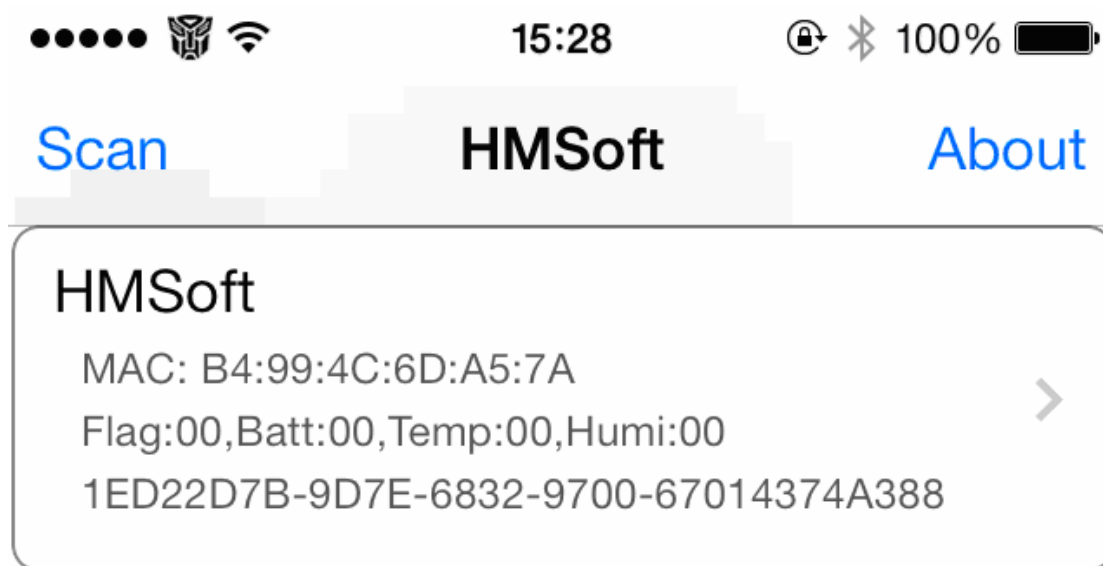 15:28 100%
Scan HMSoft About
HMSoft
MAC: B4:99:4C:6D:A5:7A
Flag:00,Batt:00,Temp:00,Humi:00
1ED22D7B-9D7E-6832-9700-67014374A388